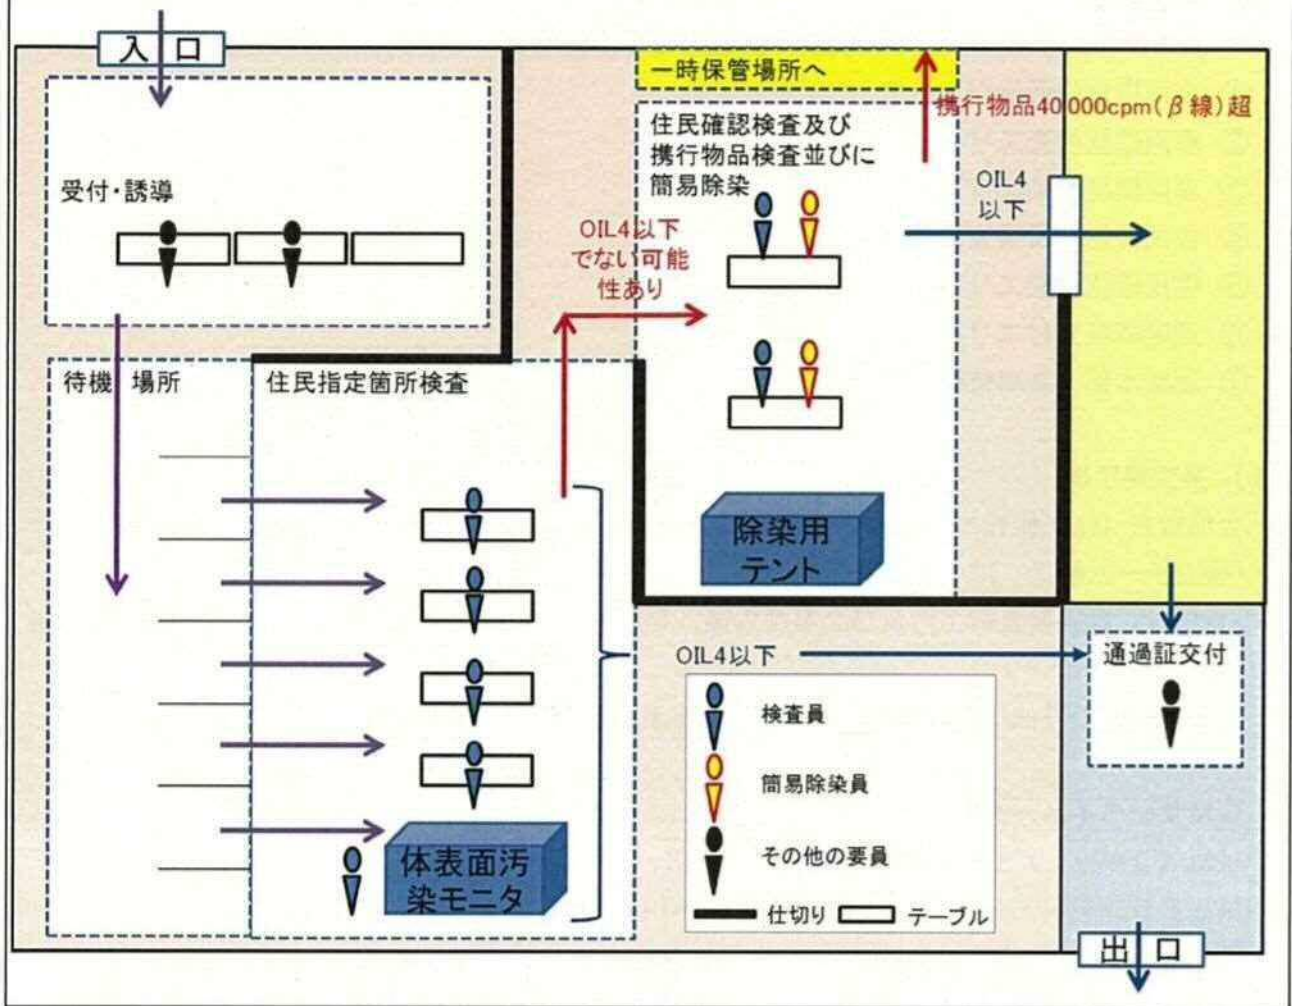 入口
一時保管場所へ
携行物品40,000cpm(β線)超
住民確認検査及び
携行物品検査並びに
簡易除染
受付・誘導
OIL4
以下
OIL4以下
でない可能
性あり
待機場所
住民指定箇所検査
除染用
テント
OIL4以下
通過証交付
検査員
簡易除染員
その他の要員
仕切り
テーブル
体表面汚
染モニタ
出口